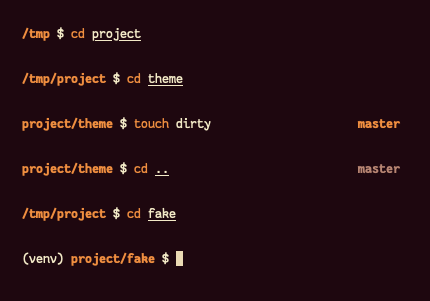 /tmp $ cd project
/tmp/project $ cd theme
project/theme $ touch dirty master
project/theme $ cd .. master
/tmp/project $ cd fake
(venv) project/fake $